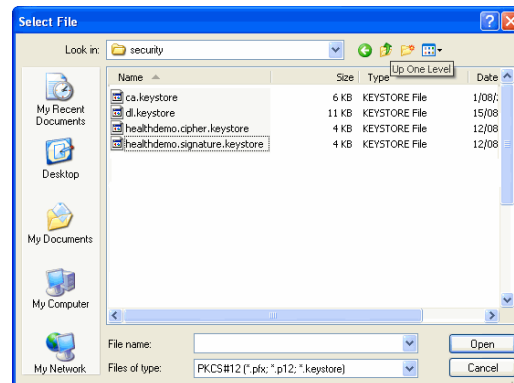 Select File
Look in: security
Up One Level
Name Size Type Date
ca.keystore 6 KB KEYSTORE File 1/08/
dl.keystore 11 KB KEYSTORE File 15/08
healthdemo.cipher.keystore 4 KB KEYSTORE File 12/08
healthdemo.signature.keystore 4 KB KEYSTORE File 12/08
My Recent
Documents
Desktop
My Documents
My Computer
My Network
File name: Open
Files of type: PKCS#12 (*.pfx; *.p12; *.keystore) Cancel